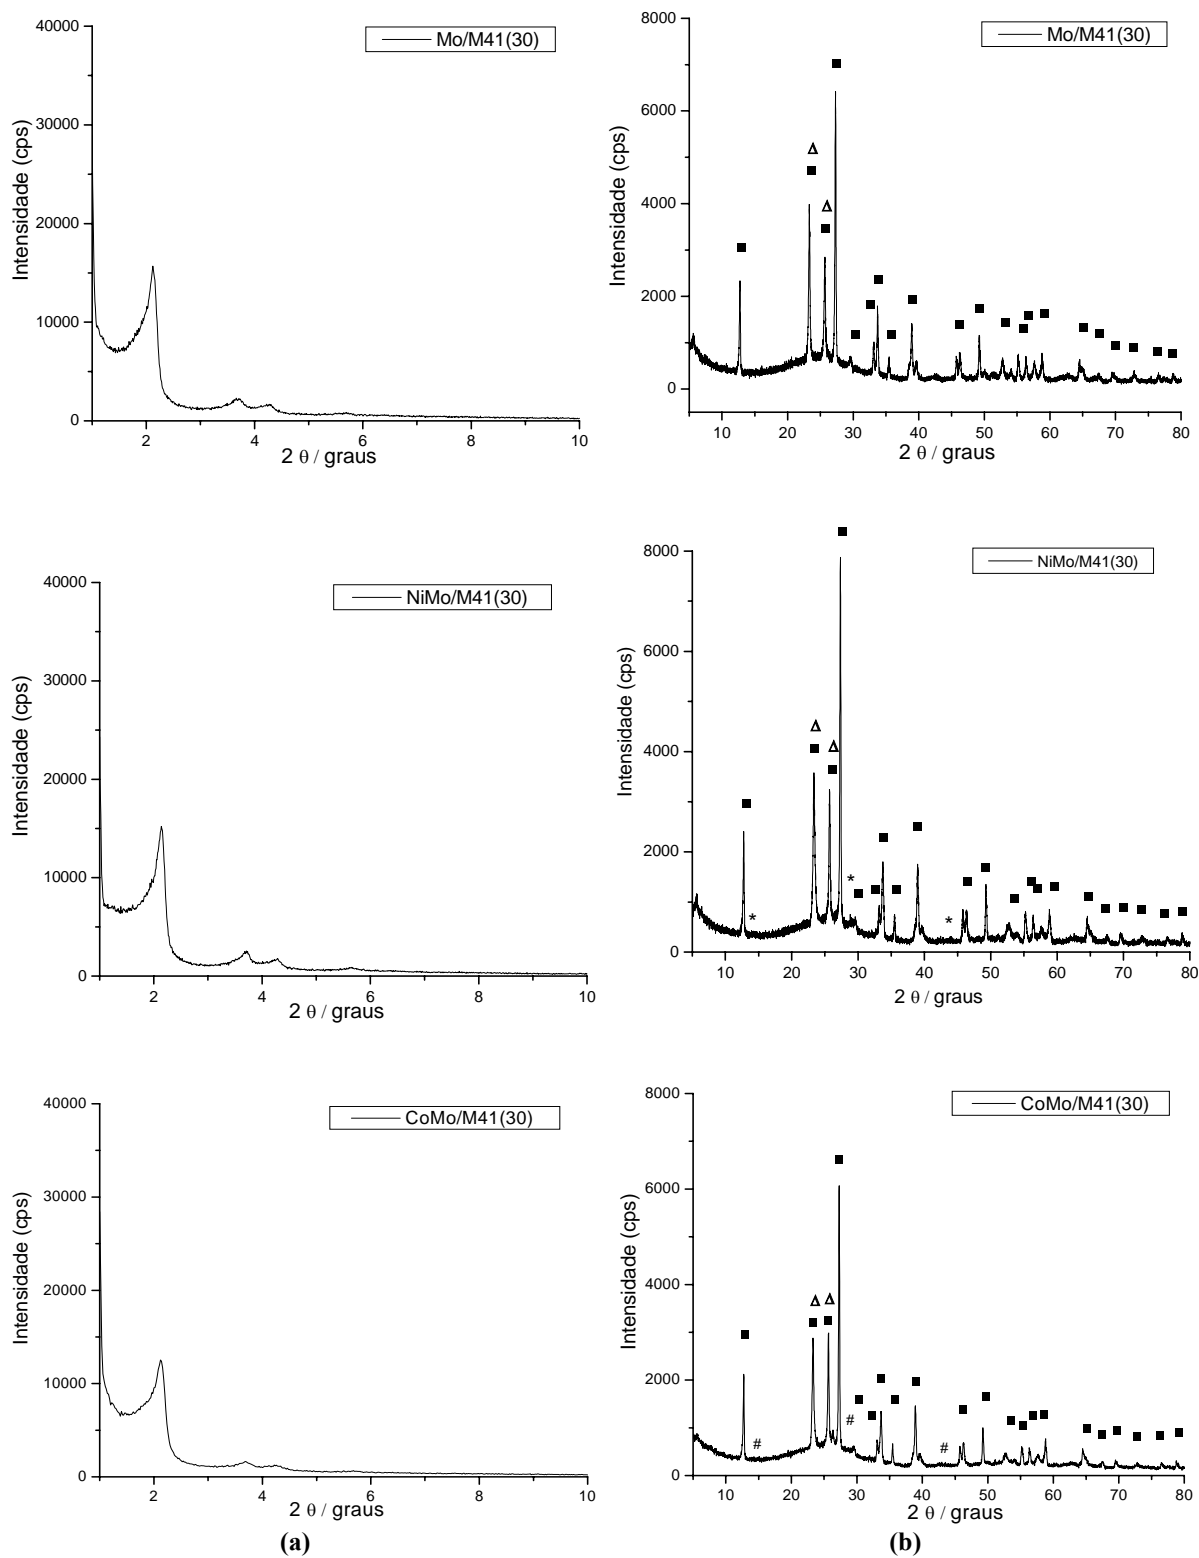 Mo/M41(30)
40000
30000
20000
10000
0
Intensidade (cps)
2 4 6 8 10
2 θ / graus
Mo/M41(30)
8000
6000
4000
2000
0
Intensidade (cps)
10 20 30 40 50 60 70 80
2 θ / graus
NiMo/M41(30)
40000
30000
20000
10000
0
Intensidade (cps)
2 4 6 8 10
2 θ / graus
NiMo/M41(30)
8000
6000
4000
2000
0
Intensidade (cps)
* * *
10 20 30 40 50 60 70 80
2 θ / graus
CoMo/M41(30)
40000
30000
20000
10000
0
Intensidade (cps)
2 4 6 8 10
2 θ / graus
CoMo/M41(30)
8000
6000
4000
2000
0
Intensidade (cps)
# # #
10 20 30 40 50 60 70 80
2 θ / graus
(a) (b)